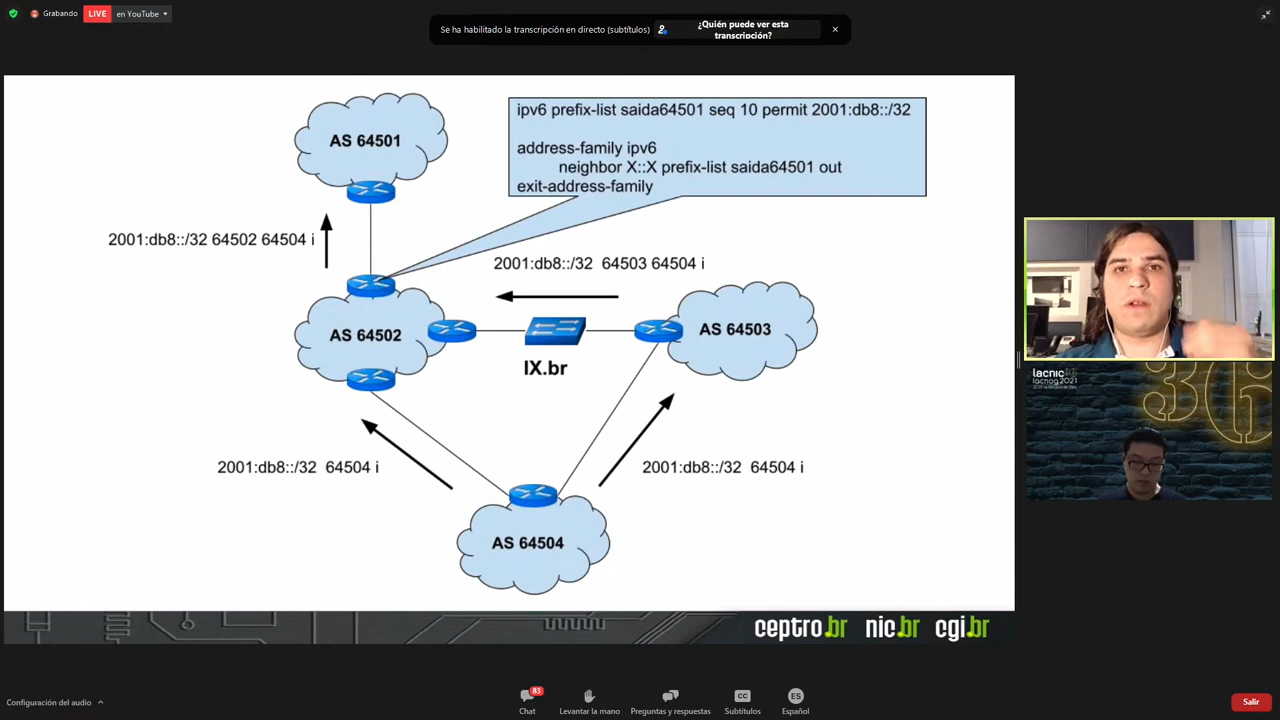 Grabando
LIVE
en YouTube
Se ha habilitado la transcripción en directo (subtítulos)
¿Quién puede ver esta
transcripción?
AS 64501
ipv6 prefix-list saida64501 seq 10 permit 2001:db8::/32
address-family ipv6
neighbor X::X prefix-list saida64501 out
exit-address-family
2001:db8::/32 64502 64504 i
2001:db8::/32 64503 64504 i
AS 64502
AS 64503
IX.br
2001:db8::/32 64504 i
2001:db8::/32 64504 i
AS 64504
ceptro.br nic.br cgi.br
lacnic 36
lacnog 2021
36
Configuración del audio
83
Chat
Levantar la mano
Preguntas y respuestas
CC
Subtítulos
ES
Español
Salir